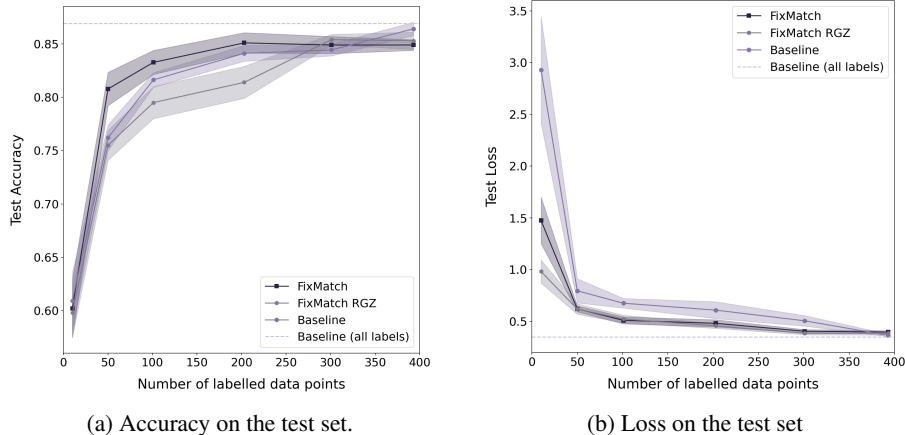 0.85
0.80
0.75
0.70
0.65
0.60
Test Accuracy
0 50 100 150 200 250 300 350 400
Number of labelled data points
FixMatch
FixMatch RGZ
Baseline
Baseline (all labels)
(a) Accuracy on the test set.
3.5
3.0
2.5
2.0
1.5
1.0
0.5
Test Loss
0 50 100 150 200 250 300 350 400
Number of labelled data points
FixMatch
FixMatch RGZ
Baseline
Baseline (all labels)
(b) Loss on the test set